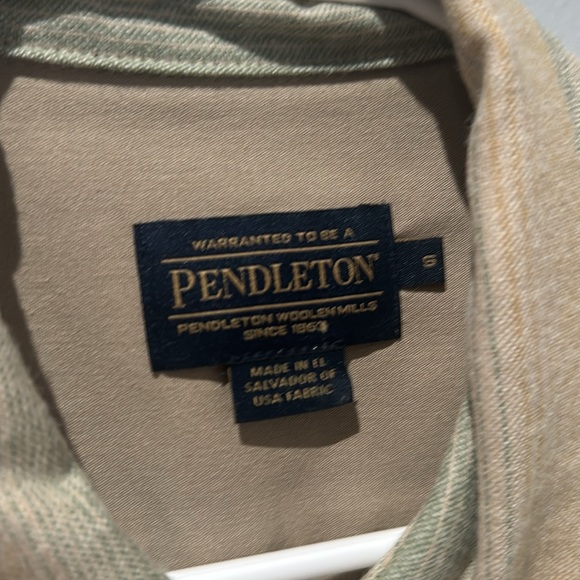 WARRANTED TO BE A
PENDLETON®
PENDLETON WOOLEN MILLS
SINCE 1863
S
MADE IN EL
SALVADOR OF
USA FABRIC